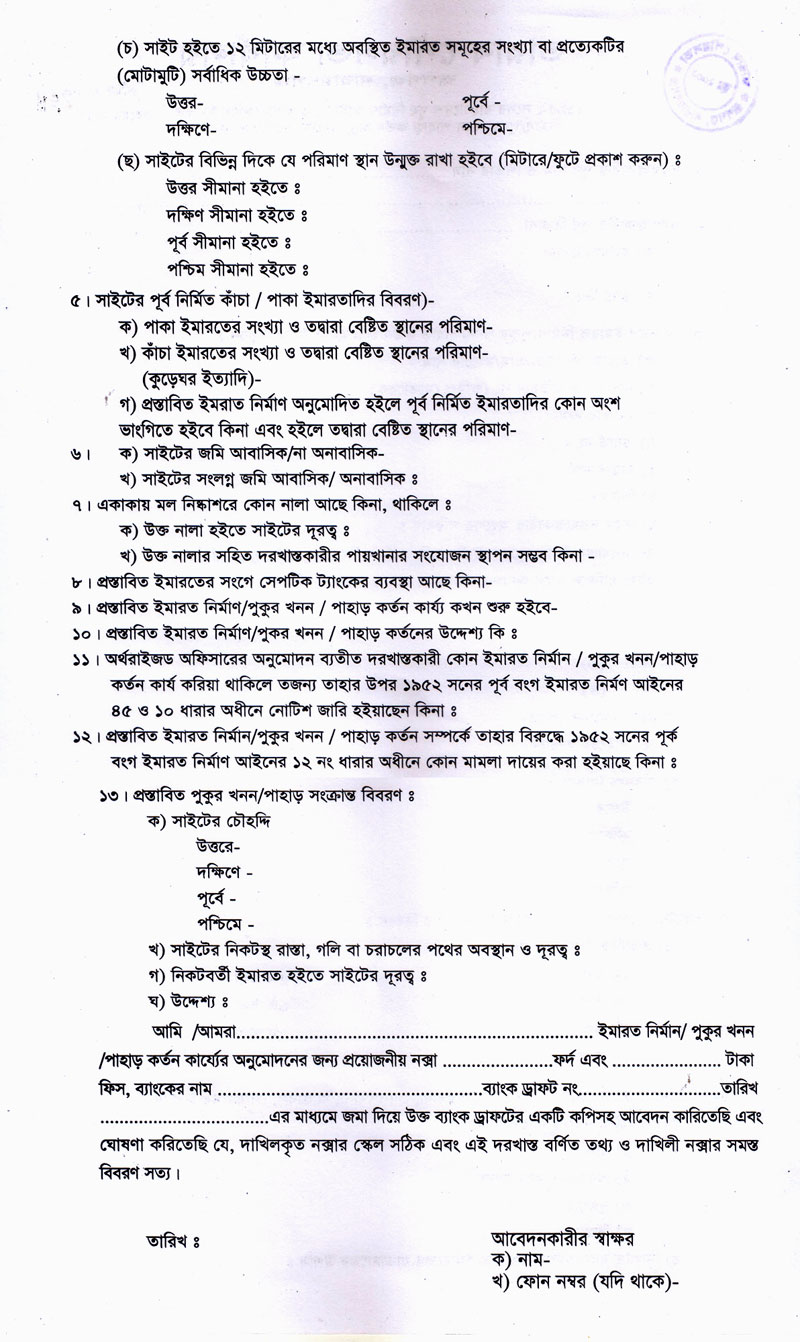 (চ) সাইট হইতে ১২ মিটারের মধ্যে অবস্থিত ইমারত সমূহের সংখ্যা বা প্রত্যেকটির
(মোটামুটি) সর্বাধিক উচ্চতা -
উত্তর- পূর্বে -
দক্ষিণে- পশ্চিমে-
(ছ) সাইটের বিভিন্ন দিকে যে পরিমাণ স্থান উন্মুক্ত রাখা হইবে (মিটারে/ফুটে প্রকাশ করুন) ঃ
উত্তর সীমানা হইতে ঃ
দক্ষিণ সীমানা হইতে ঃ
পূর্ব সীমানা হইতে ঃ
পশ্চিম সীমানা হইতে ঃ
৫। সাইটের পূর্ব নির্মিত কাঁচা / পাকা ইমারতাদির বিবরণ)-
ক) পাকা ইমারতের সংখ্যা ও তদ্বারা বেষ্টিত স্থানের পরিমাণ-
খ) কাঁচা ইমারতের সংখ্যা ও তদ্বারা বেষ্টিত স্থানের পরিমাণ-
(কুড়েঘর ইত্যাদি)-
গ) প্রস্তাবিত ইমরাত নির্মাণ অনুমোদিত হইলে পূর্ব নির্মিত ইমারতাদির কোন অংশ
ভাংগিতে হইবে কিনা এবং হইলে তদ্বারা বেষ্টিত স্থানের পরিমাণ-
৬। ক) সাইটের জমি আবাসিক/না অনাবাসিক-
খ) সাইটের সংলগ্ন জমি আবাসিক/ অনাবাসিক ঃ
৭। একাকায় মল নিষ্কাশরে কোন নালা আছে কিনা, থাকিলে ঃ
ক) উক্ত নালা হইতে সাইটের দূরত্ব ঃ
খ) উক্ত নালার সহিত দরখাস্তকারীর পায়খানার সংযোজন স্থাপন সম্ভব কিনা -
৮। প্রস্তাবিত ইমারতের সংগে সেপটিক ট্যাংকের ব্যবস্থা আছে কিনা-
৯। প্রস্তাবিত ইমারত নির্মাণ/পুকুর খনন / পাহাড় কর্তন কার্য্য কখন শুরু হইবে-
১০। প্রস্তাবিত ইমারত নির্মাণ/পুকর খনন / পাহাড় কর্তনের উদ্দেশ্য কি ঃ
১১। অর্থরাইজড অফিসারের অনুমোদন ব্যতীত দরখাস্তকারী কোন ইমারত নির্মান / পুকুর খনন/পাহাড়
কর্তন কার্য করিয়া থাকিলে তজন্য তাহার উপর ১৯৫২ সনের পূর্ব বংগ ইমারত নির্মণ আইনের
৪৫ ও ১০ ধারার অধীনে নোটিশ জারি হইয়াছেন কিনা ঃ
১২। প্রস্তাবিত ইমারত নির্মান/পুকুর খনন / পাহাড় কর্তন সম্পর্কে তাহার বিরুদ্ধে ১৯৫২ সনের পূর্ক
বংগ ইমারত নির্মাণ আইনের ১২ নং ধারার অধীনে কোন মামলা দায়ের করা হইয়াছে কিনা ঃ
১৩। প্রস্তাবিত পুকুর খনন/পাহাড় সংক্রান্ত বিবরণ ঃ
ক) সাইটের চৌহদ্দি
উত্তরে-
দক্ষিণে -
পূর্বে -
পশ্চিমে -
খ) সাইটের নিকটস্থ রাস্তা, গলি বা চরাচলের পথের অবস্থান ও দূরত্ব ঃ
গ) নিকটবর্তী ইমারত হইতে সাইটের দূরত্ব ঃ
ঘ) উদ্দেশ্য ঃ
আমি /আমরা........................................................................ ইমারত নির্মান/ পুকুর খনন
/পাহাড় কর্তন কার্য্যের অনুমোদনের জন্য প্রয়োজনীয় নক্সা ......................ফর্দ এবং ...................... টাকা
ফিস, ব্যাংকের নাম ......................................................ব্যাংক ড্রাফট নং............................তারিখ
..................................এর মাধ্যমে জমা দিয়ে উক্ত ব্যাংক ড্রাফটের একটি কপিসহ আবেদন কারিতেছি এবং
ঘোষণা করিতেছি যে, দাখিলকৃত নক্সার স্কেল সঠিক এবং এই দরখাস্ত বর্ণিত তথ্য ও দাখিলী নক্সার সমস্ত
বিবরণ সত্য।
তারিখ ঃ আবেদনকারীর স্বাক্ষর
ক) নাম-
খ) ফোন নম্বর (যদি থাকে)-